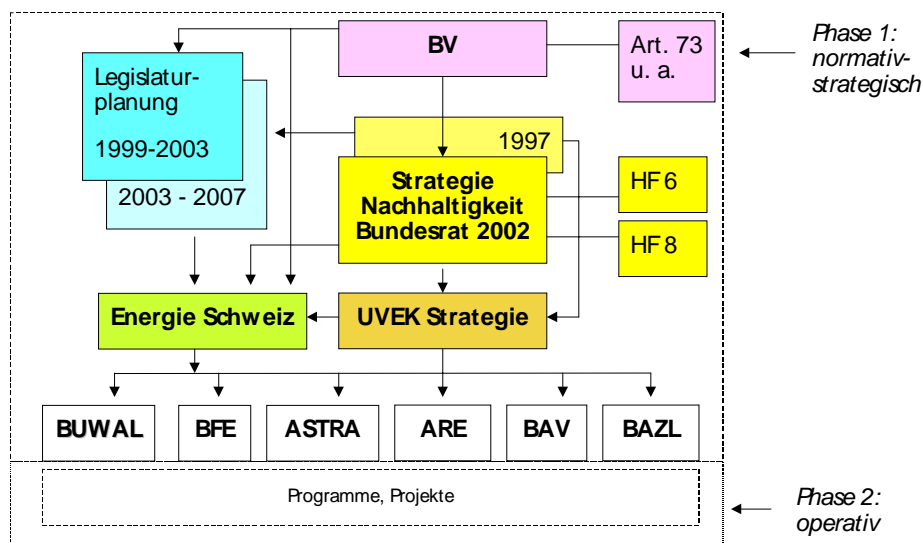 BV
Art. 73
u. a.
Phase 1:
normativ-
strategisch
Legislatur-
planung
1999-2003
2003 - 2007
1997
Strategie
Nachhaltigkeit
Bundesrat 2002
HF 6
HF 8
Energie Schweiz
UVEK Strategie
BUWAL
BFE
ASTRA
ARE
BAV
BAZL
Programme, Projekte
Phase 2:
operativ